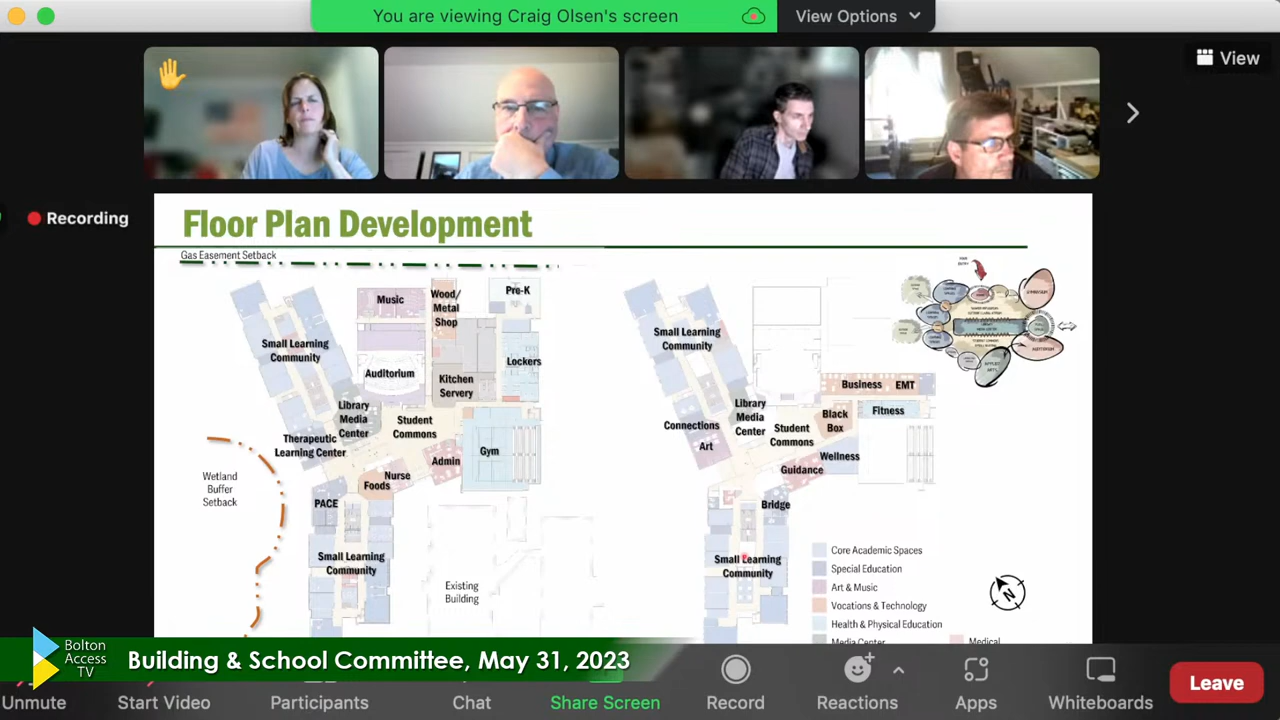 You are viewing Craig Olsen's screen
View Options
View
Recording
Floor Plan Development
Gas Easement Setback
Music
Wood/
Metal
Shop
Pre-K
Small Learning
Community
Auditorium
Lockers
Kitchen
Servery
Library
Media
Center
Student
Commons
Therapeutic
Learning Center
Gym
Admin
Nurse
Foods
PACE
Small Learning
Community
Wetland
Buffer
Setback
Existing
Building
Small Learning
Community
Business
EMT
Library
Media
Center
Black
Box
Fitness
Connections
Student
Commons
Art
Wellness
Guidance
Bridge
Small Learning
Community
Core Academic Spaces
Special Education
Art & Music
Vocations & Technology
Health & Physical Education
Media Center
Medical
N
Bolton
Access
TV
Building & School Committee, May 31, 2023
Unmute
Start Video
Participants
Chat
Share Screen
Record
Reactions
Apps
Whiteboards
Leave